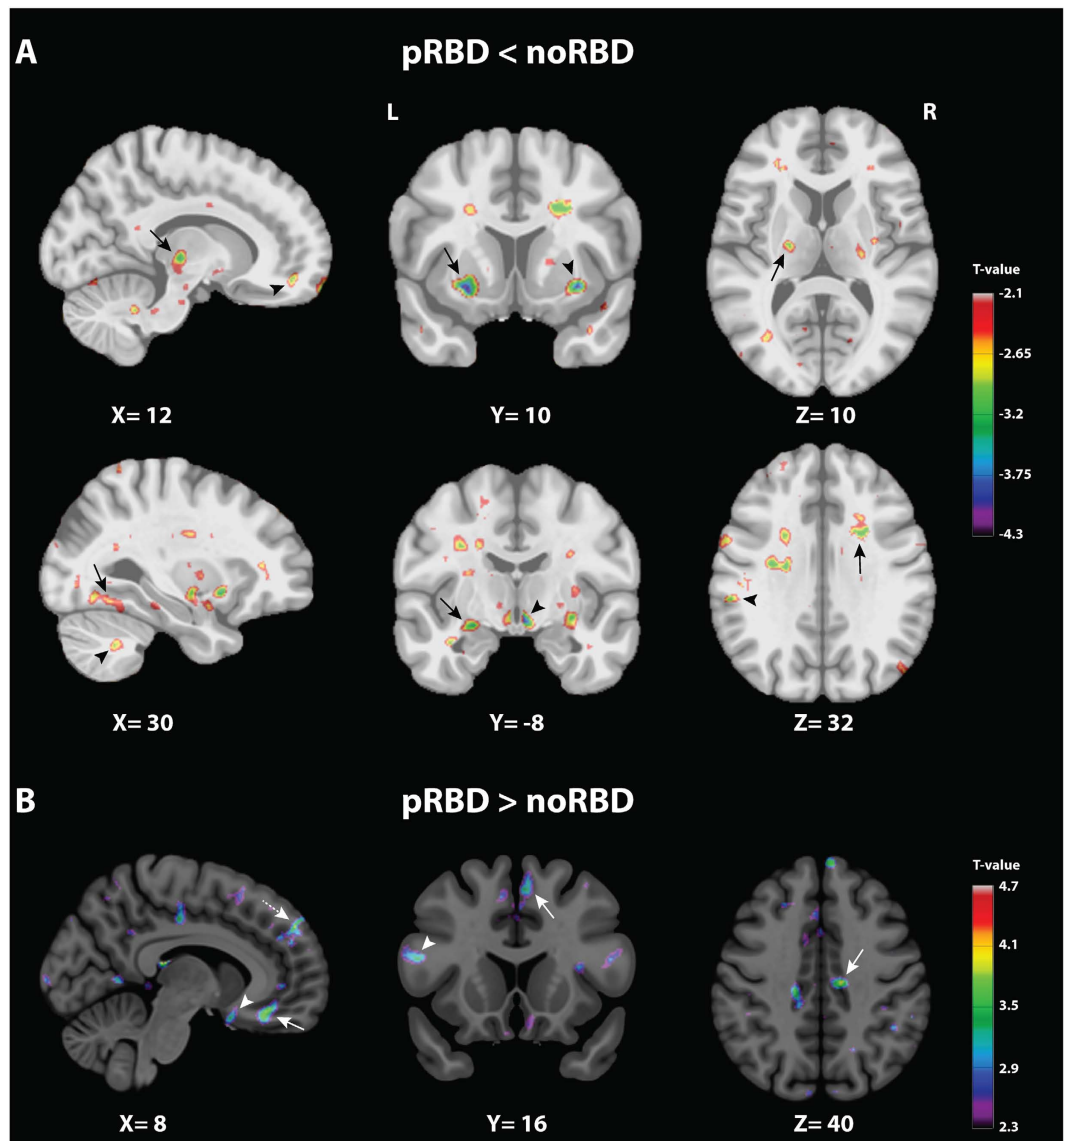 A
pRBD < noRBD
L
R
T-value
-2.1
-2.65
-3.2
-3.75
-4.3
X= 12
Y= 10
Z= 10
X= 30
Y= -8
Z= 32
B
pRBD > noRBD
T-value
4.7
4.1
3.5
2.9
2.3
X= 8
Y= 16
Z= 40